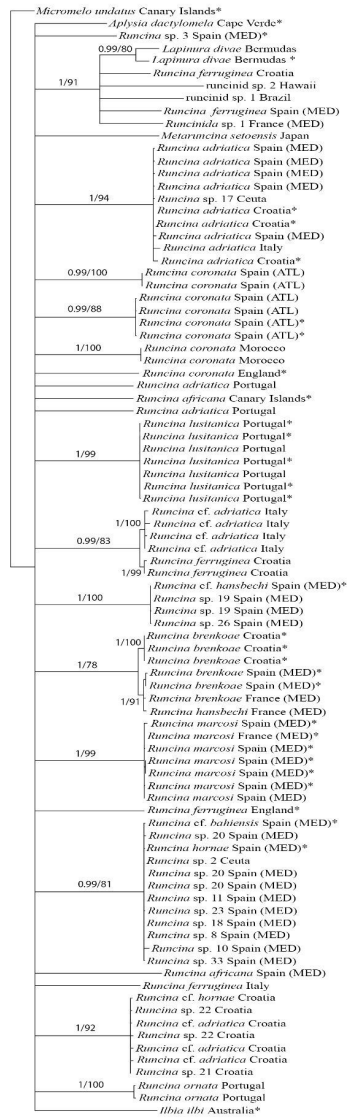 Micromelo undatus Canary Islands*
Aplysia dactylomela Cape Verde*
Runcina sp. 3 Spain (MED)*
0.99/80
Lapinura divae Bermudas
Lapinura divae Bermudas *
1/91
Runcina ferruginea Croatia
runcinid sp. 2 Hawaii
runcinid sp. 1 Brazil
Runcina ferruginea Spain (MED)
Runcinida sp. 1 France (MED)
Metaruncina setoensis Japan
Runcina adriatica Spain (MED)
Runcina adriatica Spain (MED)
Runcina adriatica Spain (MED)
Runcina adriatica Spain (MED)
1/94
Runcina sp. 17 Ceuta
Runcina adriatica Croatia*
Runcina adriatica Croatia*
Runcina adriatica Spain (MED)
Runcina adriatica Italy
Runcina adriatica Croatia*
0.99/100
Runcina coronata Spain (ATL)
Runcina coronata Spain (ATL)
Runcina coronata Spain (ATL)
0.99/88
Runcina coronata Spain (ATL)
Runcina coronata Spain (ATL)*
Runcina coronata Spain (ATL)*
1/100
Runcina coronata Morocco
Runcina coronata Morocco
Runcina coronata England*
Runcina adriatica Portugal
Runcina africana Canary Islands*
Runcina adriatica Portugal
Runcina lusitanica Portugal*
Runcina lusitanica Portugal*
Runcina lusitanica Portugal
1/99
Runcina lusitanica Portugal*
Runcina lusitanica Portugal
Runcina lusitanica Portugal*
Runcina lusitanica Portugal*
Runcina cf. adriatica Italy
1/100
Runcina cf. adriatica Italy
Runcina cf. adriatica Italy
0.99/83
Runcina cf. adriatica Italy
Runcina ferruginea Croatia
1/99
Runcina ferruginea Croatia
Runcina cf. hansbechi Spain (MED)*
1/100
Runcina sp. 19 Spain (MED)
Runcina sp. 19 Spain (MED)
Runcina sp. 26 Spain (MED)
1/100
Runcina brenkoae Croatia*
Runcina brenkoae Croatia*
Runcina brenkoae Croatia*
1/78
Runcina brenkoae Spain (MED)*
Runcina brenkoae Spain (MED)*
1/91
Runcina brenkoae France (MED)
Runcina hansbechi France (MED)
Runcina marcosi Spain (MED)*
Runcina marcosi France (MED)*
Runcina marcosi Spain (MED)*
1/99
Runcina marcosi Spain (MED)*
Runcina marcosi Spain (MED)*
Runcina marcosi Spain (MED)*
Runcina marcosi Spain (MED)
Runcina ferruginea England*
Runcina cf. bahiensis Spain (MED)*
Runcina sp. 20 Spain (MED)
Runcina hornae Spain (MED)*
Runcina sp. 2 Ceuta
Runcina sp. 20 Spain (MED)
0.99/81
Runcina sp. 20 Spain (MED)
Runcina sp. 11 Spain (MED)
Runcina sp. 23 Spain (MED)
Runcina sp. 18 Spain (MED)
Runcina sp. 8 Spain (MED)
Runcina sp. 10 Spain (MED)
Runcina sp. 33 Spain (MED)
Runcina africana Spain (MED)
Runcina ferruginea Italy
Runcina cf. hornae Croatia
Runcina sp. 22 Croatia
Runcina cf. adriatica Croatia
1/92
Runcina sp. 22 Croatia
Runcina cf. adriatica Croatia
Runcina cf. adriatica Croatia
Runcina sp. 21 Croatia
1/100
Runcina ornata Portugal
Runcina ornata Portugal
Ilbia ilbi Australia*